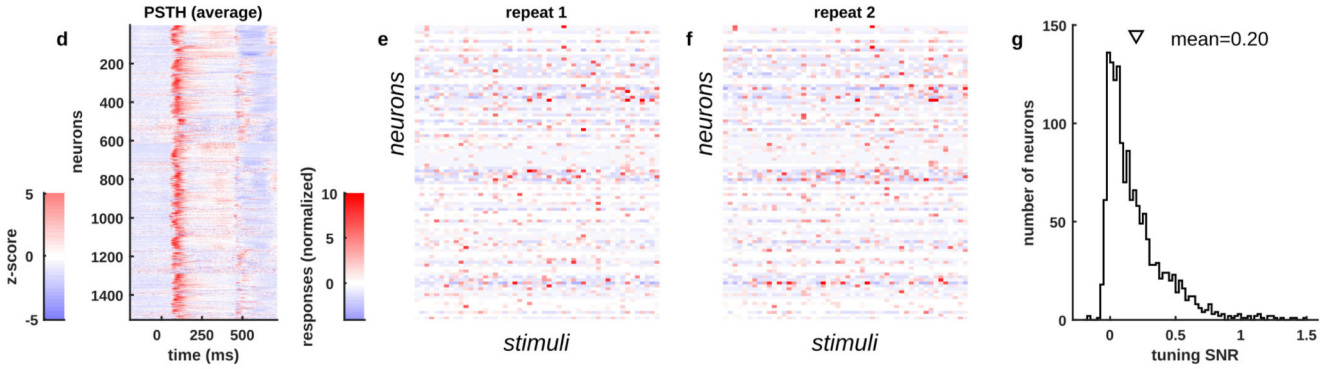 PSTH (average)
d
200
400
600
800
1000
1200
1400
neurons
0
250
500
time (ms)
5
0
-5
z-score
repeat 1
e
neurons
stimuli
10
5
0
responses (normalized)
repeat 2
f
neurons
stimuli
g
mean=0.20
150
100
50
0
number of neurons
0
0.5
1
1.5
tuning SNR